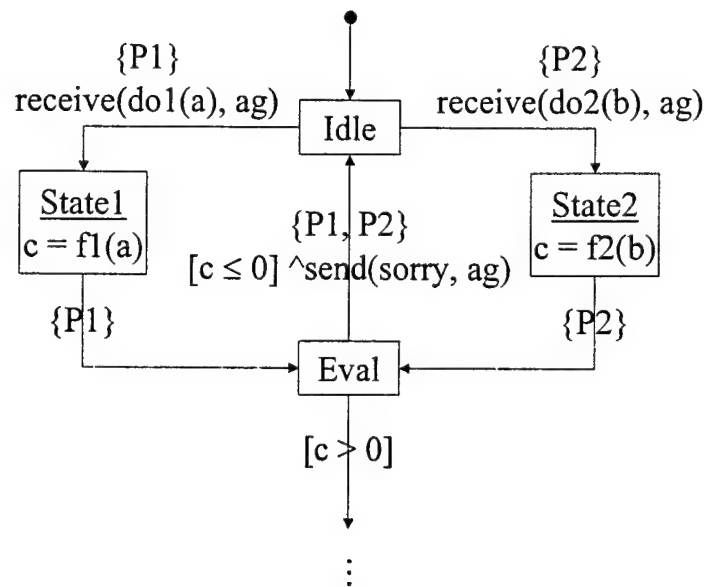 {P1}
receive(do1(a), ag)
{P2}
receive(do2(b), ag)
Idle
State1
c = f1(a)
{P1, P2}
[c ≤ 0] ^send(sorry, ag)
State2
c = f2(b)
{P1}
{P2}
Eval
[c > 0]
⋮